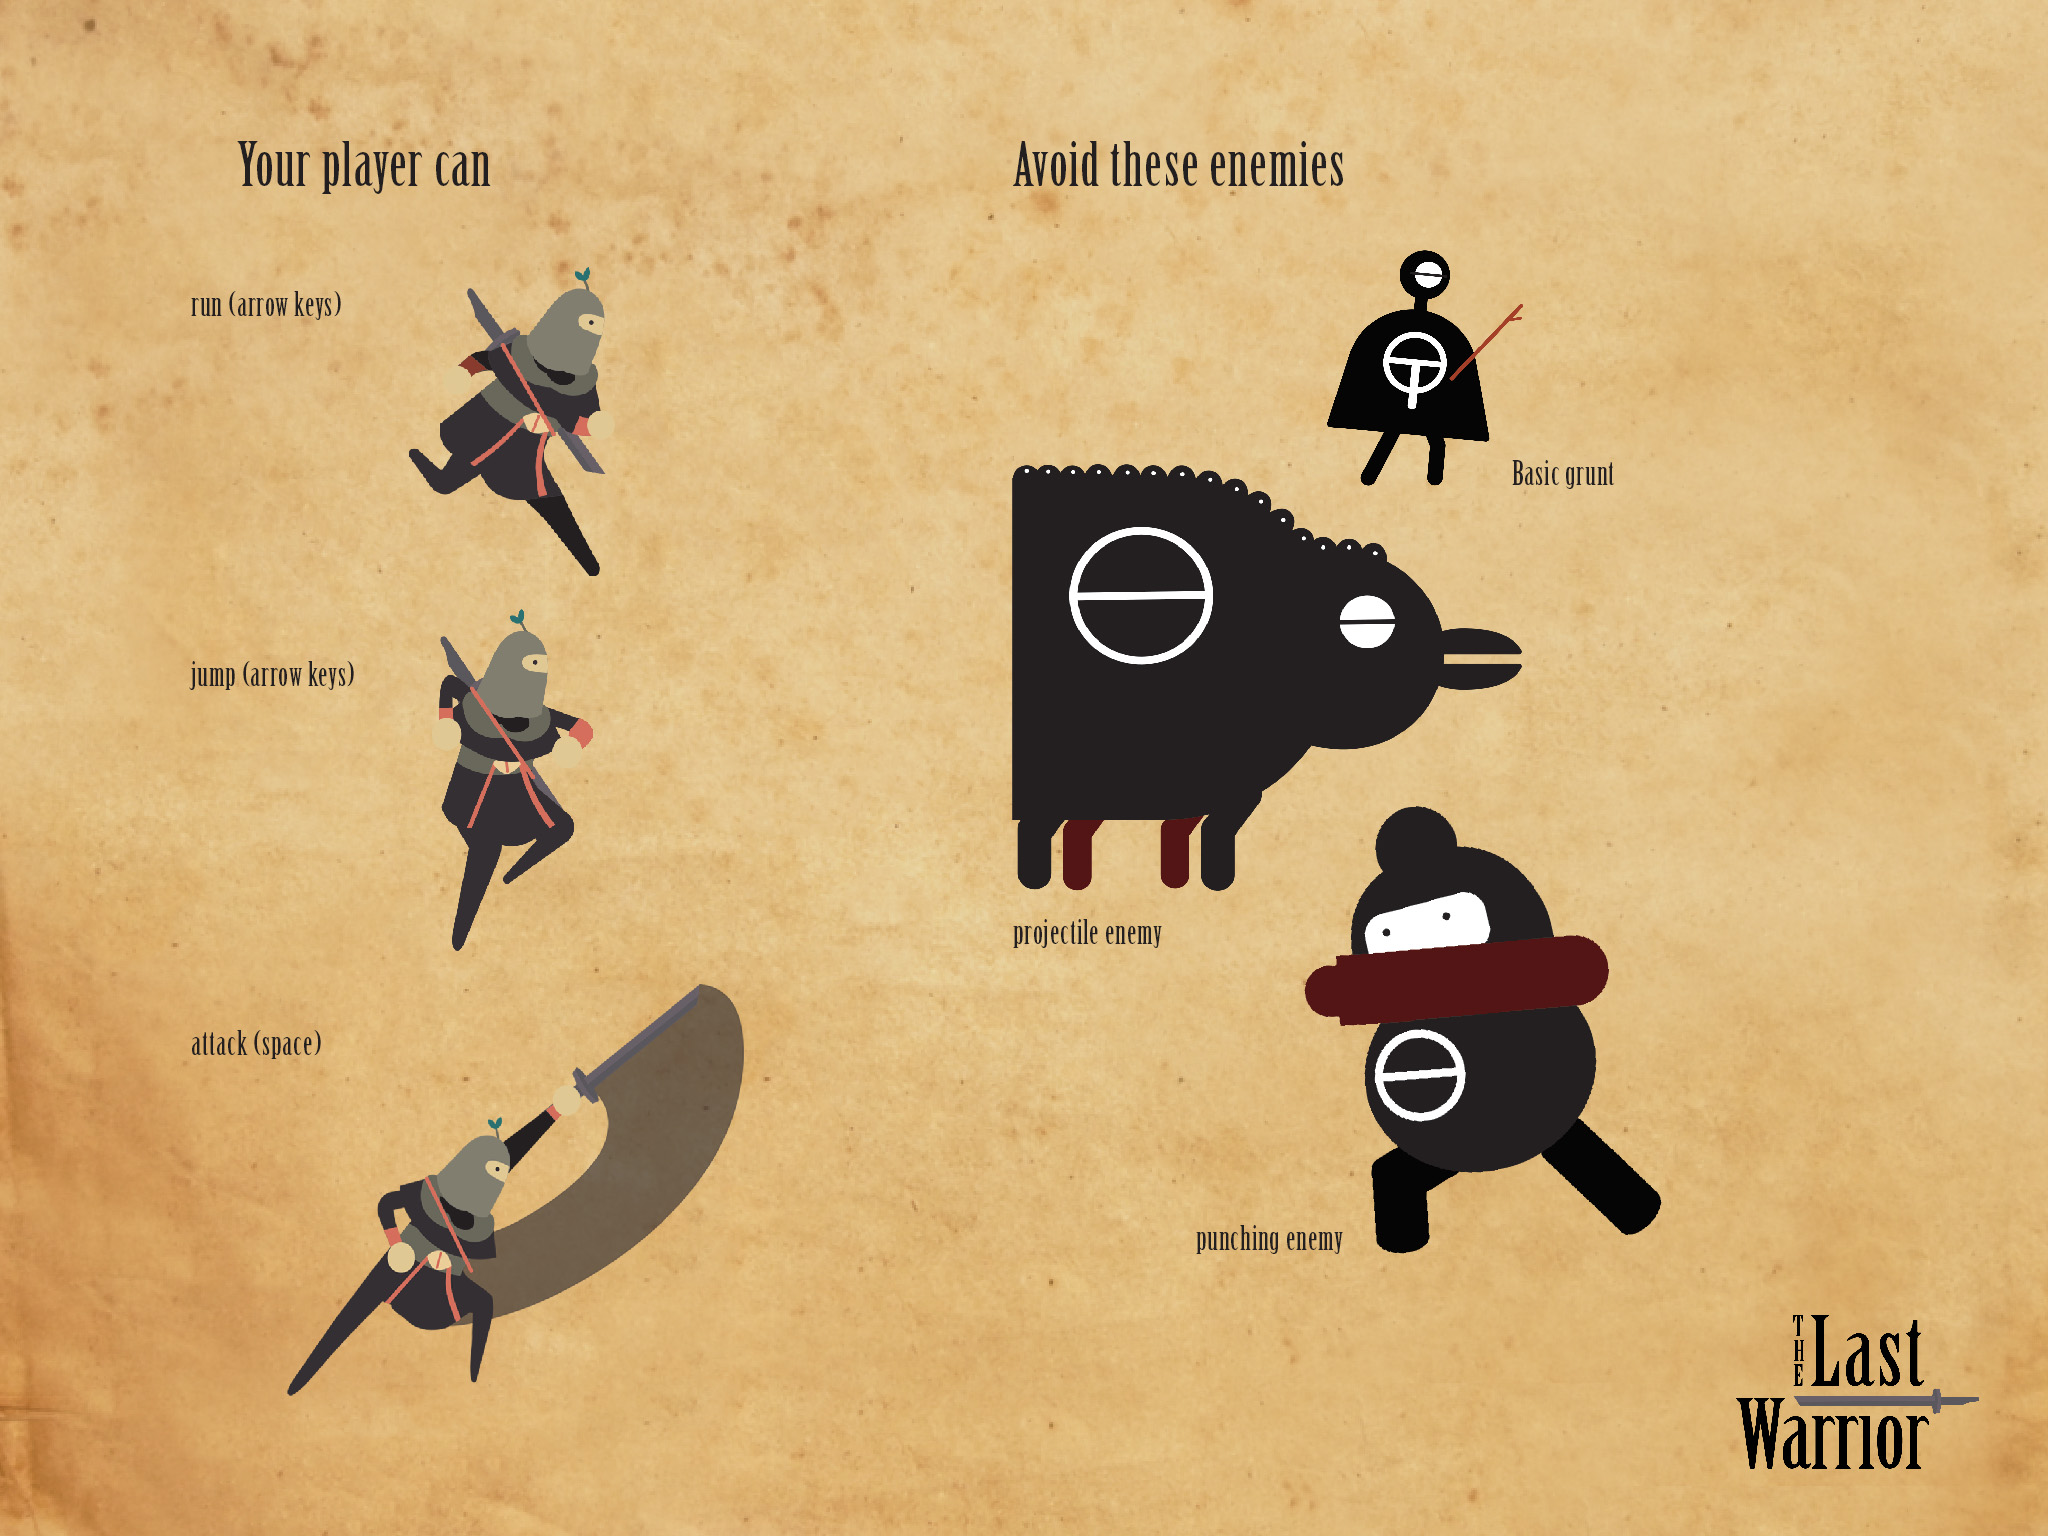 Your player can
run (arrow keys)
jump (arrow keys)
attack (space)
Avoid these enemies
Basic grunt
projectile enemy
punching enemy
THE Last
Warrior